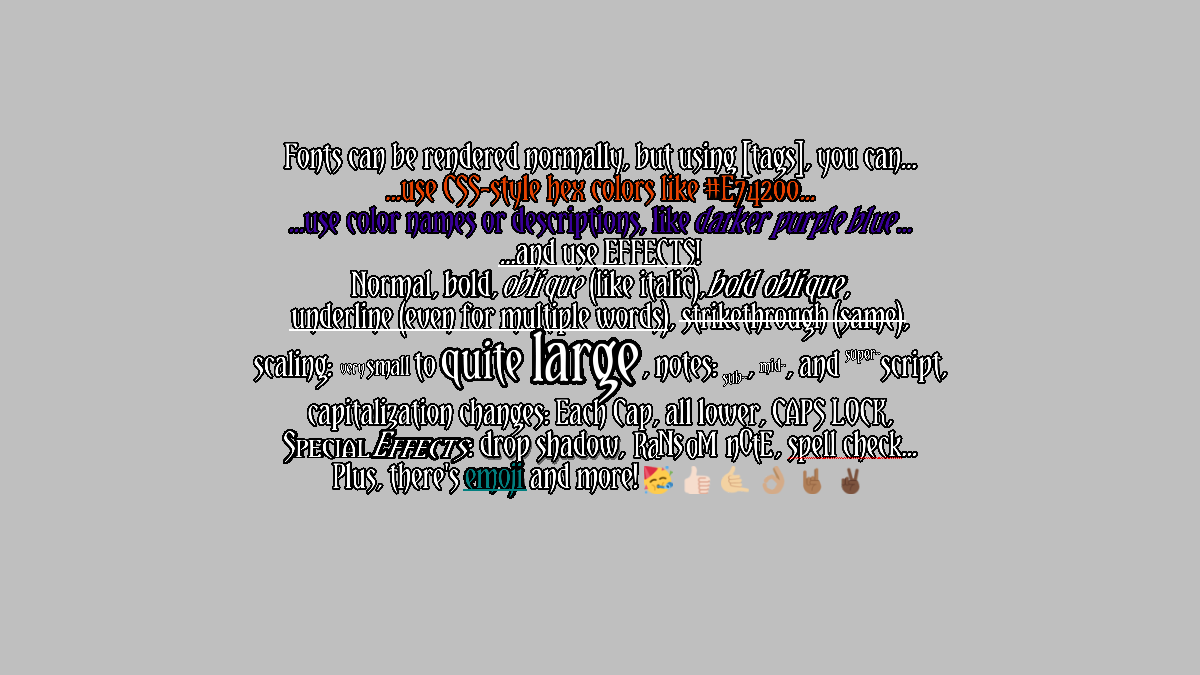 Fonts can be rendered normally, but using [tags], you can...
...use CSS-style hex colors like #E74200...
...use color names or descriptions, like darker purple blue...
...and use EFFECTS!
Normal, bold, oblique (like italic), bold oblique,
underline (even for multiple words), strikethrough (same),
scaling: very small to quite large, notes: sub-, mid-, and super-script,
capitalization changes: Each Cap, all lower, CAPS LOCK,
Special Effects: drop shadow, RaNsoM nOtE, spell check...
Plus, there's emoji and more! 🥳 👍🏻 🤙🏼 👌🏽 🤘🏾 ✌🏿